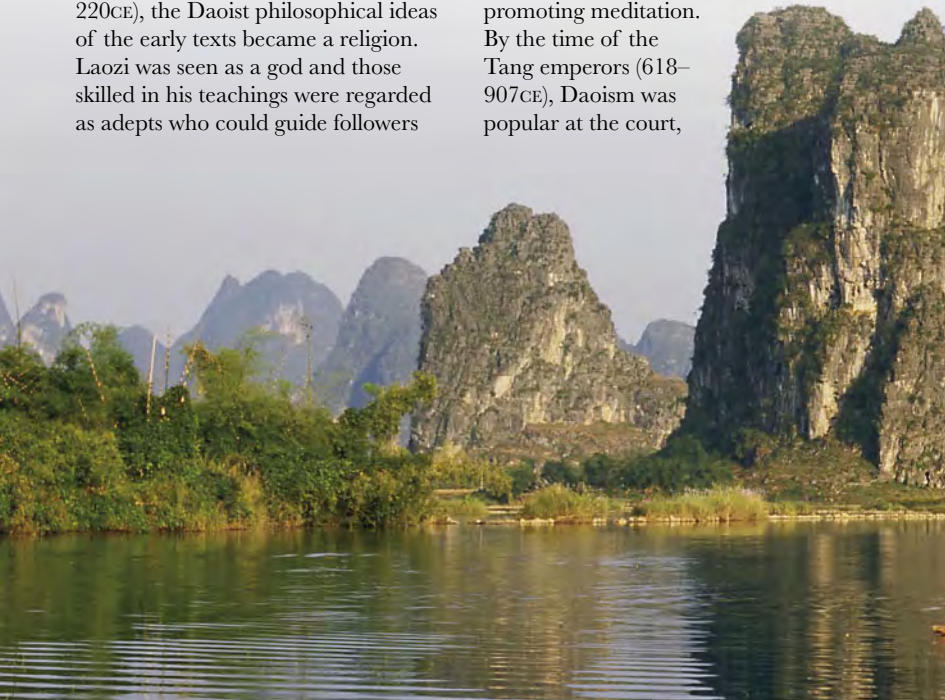 220CE), the Daoist philosophical ideas
of the early texts became a religion.
Laozi was seen as a god and those
skilled in his teachings were regarded
as adepts who could guide followers
promoting meditation.
By the time of the
Tang emperors (618–
907CE), Daoism was
popular at the court,